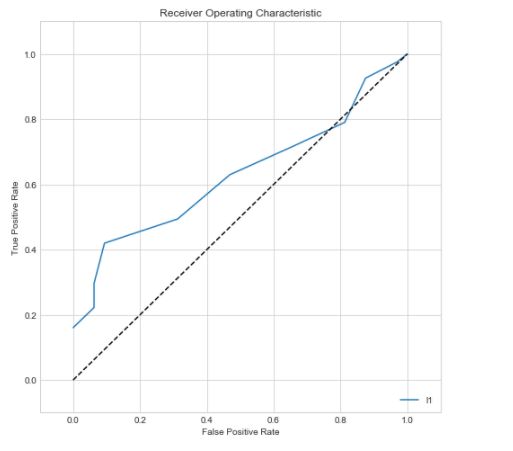 Receiver Operating Characteristic
1.0
0.8
0.6
0.4
0.2
0.0
True Positive Rate
0.0 0.2 0.4 0.6 0.8 1.0
False Positive Rate
l1